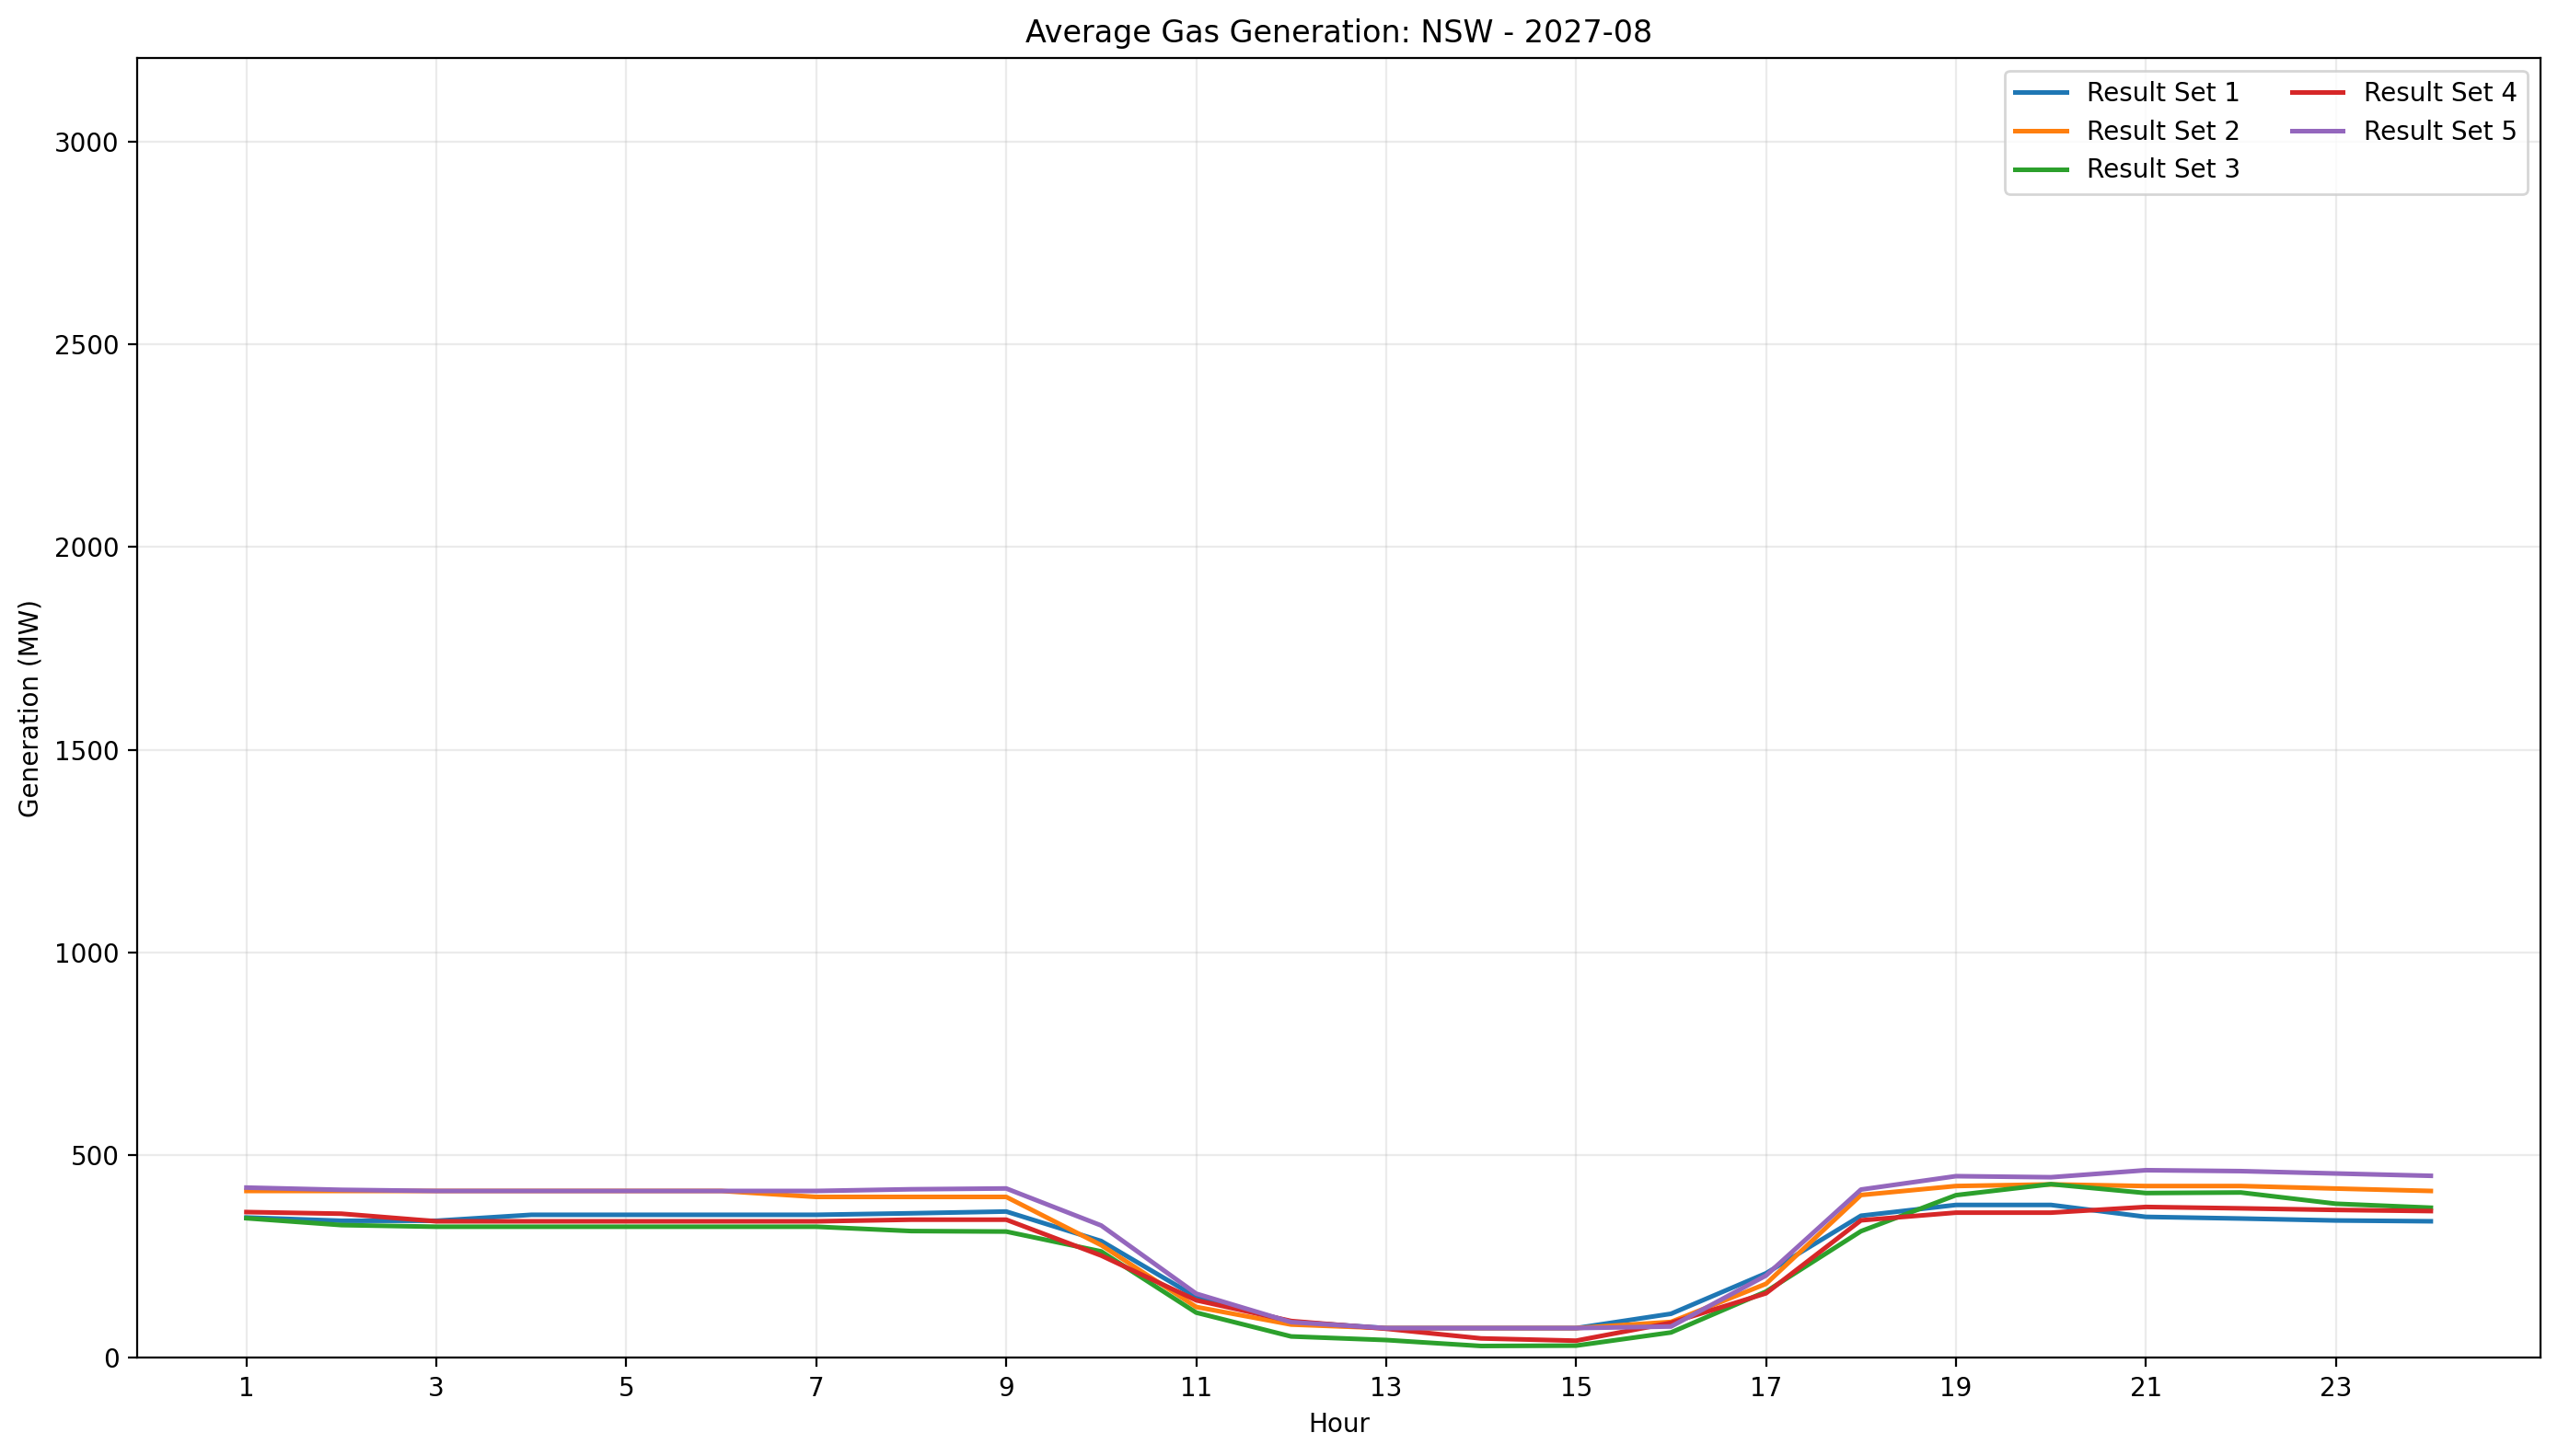 Average Gas Generation: NSW - 2027-08
Result Set 1
Result Set 2
Result Set 3
Result Set 4
Result Set 5
Generation (MW)
3000
2500
2000
1500
1000
500
0
1 3 5 7 9 11 13 15 17 19 21 23
Hour